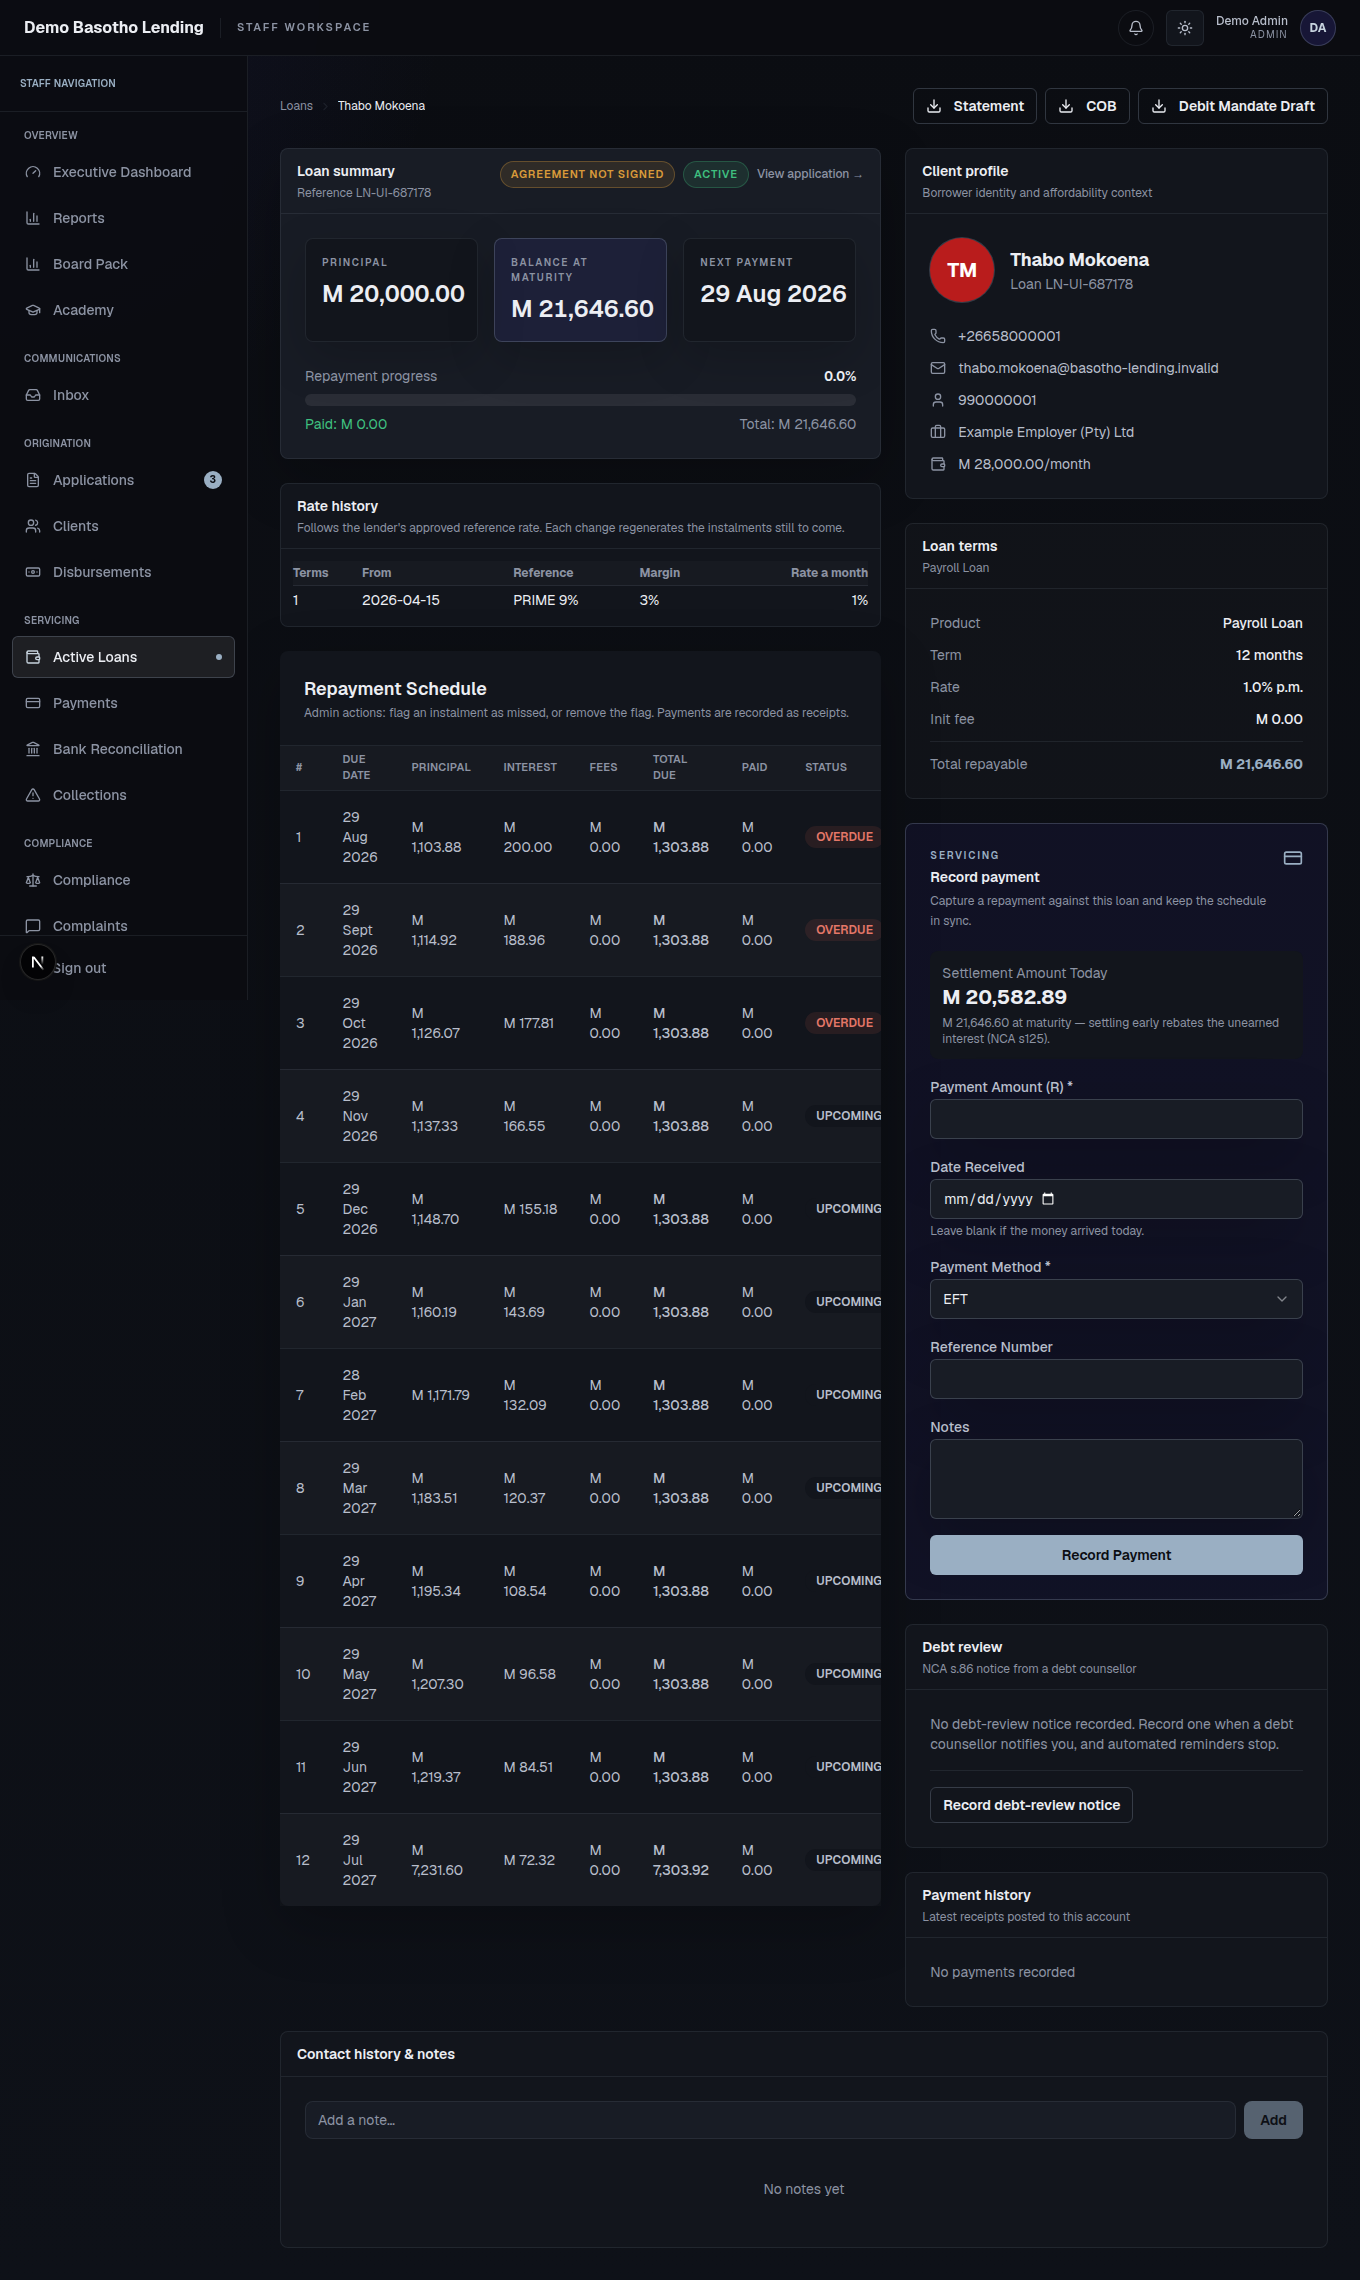 Demo Basotho Lending
STAFF WORKSPACE
Demo Admin
ADMIN
DA
STAFF NAVIGATION
OVERVIEW
Executive Dashboard
Reports
Board Pack
Academy
COMMUNICATIONS
Inbox
ORIGINATION
Applications 3
Clients
Disbursements
SERVICING
Active Loans
Payments
Bank Reconciliation
Collections
COMPLIANCE
Compliance
Complaints
N
Sign out
Loans › Thabo Mokoena
Statement
COB
Debit Mandate Draft
Loan summary
Reference LN-UI-687178
AGREEMENT NOT SIGNED
ACTIVE
View application →
PRINCIPAL
M 20,000.00
BALANCE AT
MATURITY
M 21,646.60
NEXT PAYMENT
29 Aug 2026
Repayment progress 0.0%
Paid: M 0.00 Total: M 21,646.60
Rate history
Follows the lender's approved reference rate. Each change regenerates the instalments still to come.
Terms From Reference Margin Rate a month
1 2026-04-15 PRIME 9% 3% 1%
Repayment Schedule
Admin actions: flag an instalment as missed, or remove the flag. Payments are recorded as receipts.
# DUE DATE PRINCIPAL INTEREST FEES TOTAL DUE PAID STATUS
1 29 Aug 2026 M 1,103.88 M 200.00 M 0.00 M 1,303.88 M 0.00 OVERDUE
2 29 Sept 2026 M 1,114.92 M 188.96 M 0.00 M 1,303.88 M 0.00 OVERDUE
3 29 Oct 2026 M 1,126.07 M 177.81 M 0.00 M 1,303.88 M 0.00 OVERDUE
4 29 Nov 2026 M 1,137.33 M 166.55 M 0.00 M 1,303.88 M 0.00 UPCOMING
5 29 Dec 2026 M 1,148.70 M 155.18 M 0.00 M 1,303.88 M 0.00 UPCOMING
6 29 Jan 2027 M 1,160.19 M 143.69 M 0.00 M 1,303.88 M 0.00 UPCOMING
7 28 Feb 2027 M 1,171.79 M 132.09 M 0.00 M 1,303.88 M 0.00 UPCOMING
8 29 Mar 2027 M 1,183.51 M 120.37 M 0.00 M 1,303.88 M 0.00 UPCOMING
9 29 Apr 2027 M 1,195.34 M 108.54 M 0.00 M 1,303.88 M 0.00 UPCOMING
10 29 May 2027 M 1,207.30 M 96.58 M 0.00 M 1,303.88 M 0.00 UPCOMING
11 29 Jun 2027 M 1,219.37 M 84.51 M 0.00 M 1,303.88 M 0.00 UPCOMING
12 29 Jul 2027 M 7,231.60 M 72.32 M 0.00 M 7,303.92 M 0.00 UPCOMING
Client profile
Borrower identity and affordability context
TM
Thabo Mokoena
Loan LN-UI-687178
+26658000001
thabo.mokoena@basotho-lending.invalid
990000001
Example Employer (Pty) Ltd
M 28,000.00/month
Loan terms
Payroll Loan
Product Payroll Loan
Term 12 months
Rate 1.0% p.m.
Init fee M 0.00
Total repayable M 21,646.60
SERVICING
Record payment
Capture a repayment against this loan and keep the schedule
in sync.
Settlement Amount Today
M 20,582.89
M 21,646.60 at maturity — settling early rebates the unearned
interest (NCA s125).
Payment Amount (R) *
Date Received
mm/dd/yyyy
Leave blank if the money arrived today.
Payment Method *
EFT
Reference Number
Notes
Record Payment
Debt review
NCA s.86 notice from a debt counsellor
No debt-review notice recorded. Record one when a debt
counsellor notifies you, and automated reminders stop.
Record debt-review notice
Payment history
Latest receipts posted to this account
No payments recorded
Contact history & notes
Add a note...
Add
No notes yet